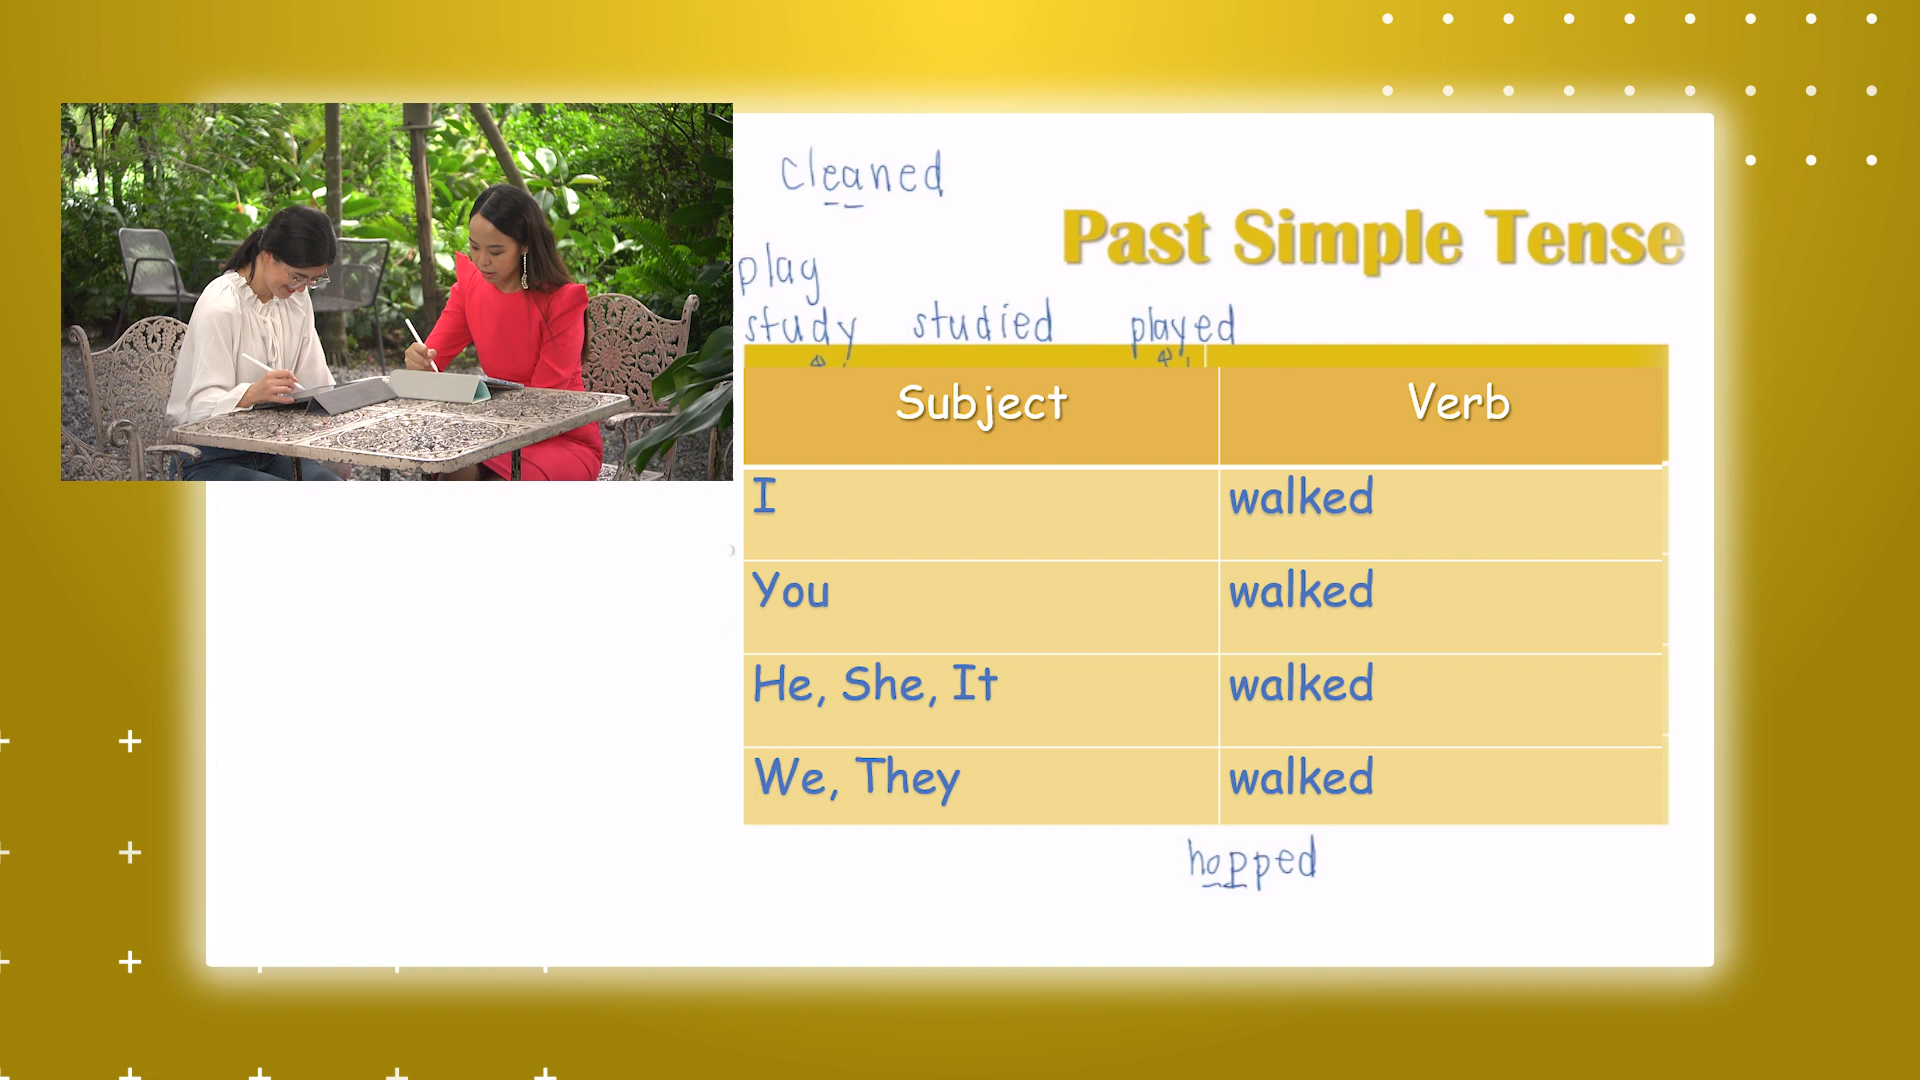 cleaned
Past Simple Tense
play
study studied played
Subject Verb
I walked
You walked
He, She, It walked
We, They walked
hopped